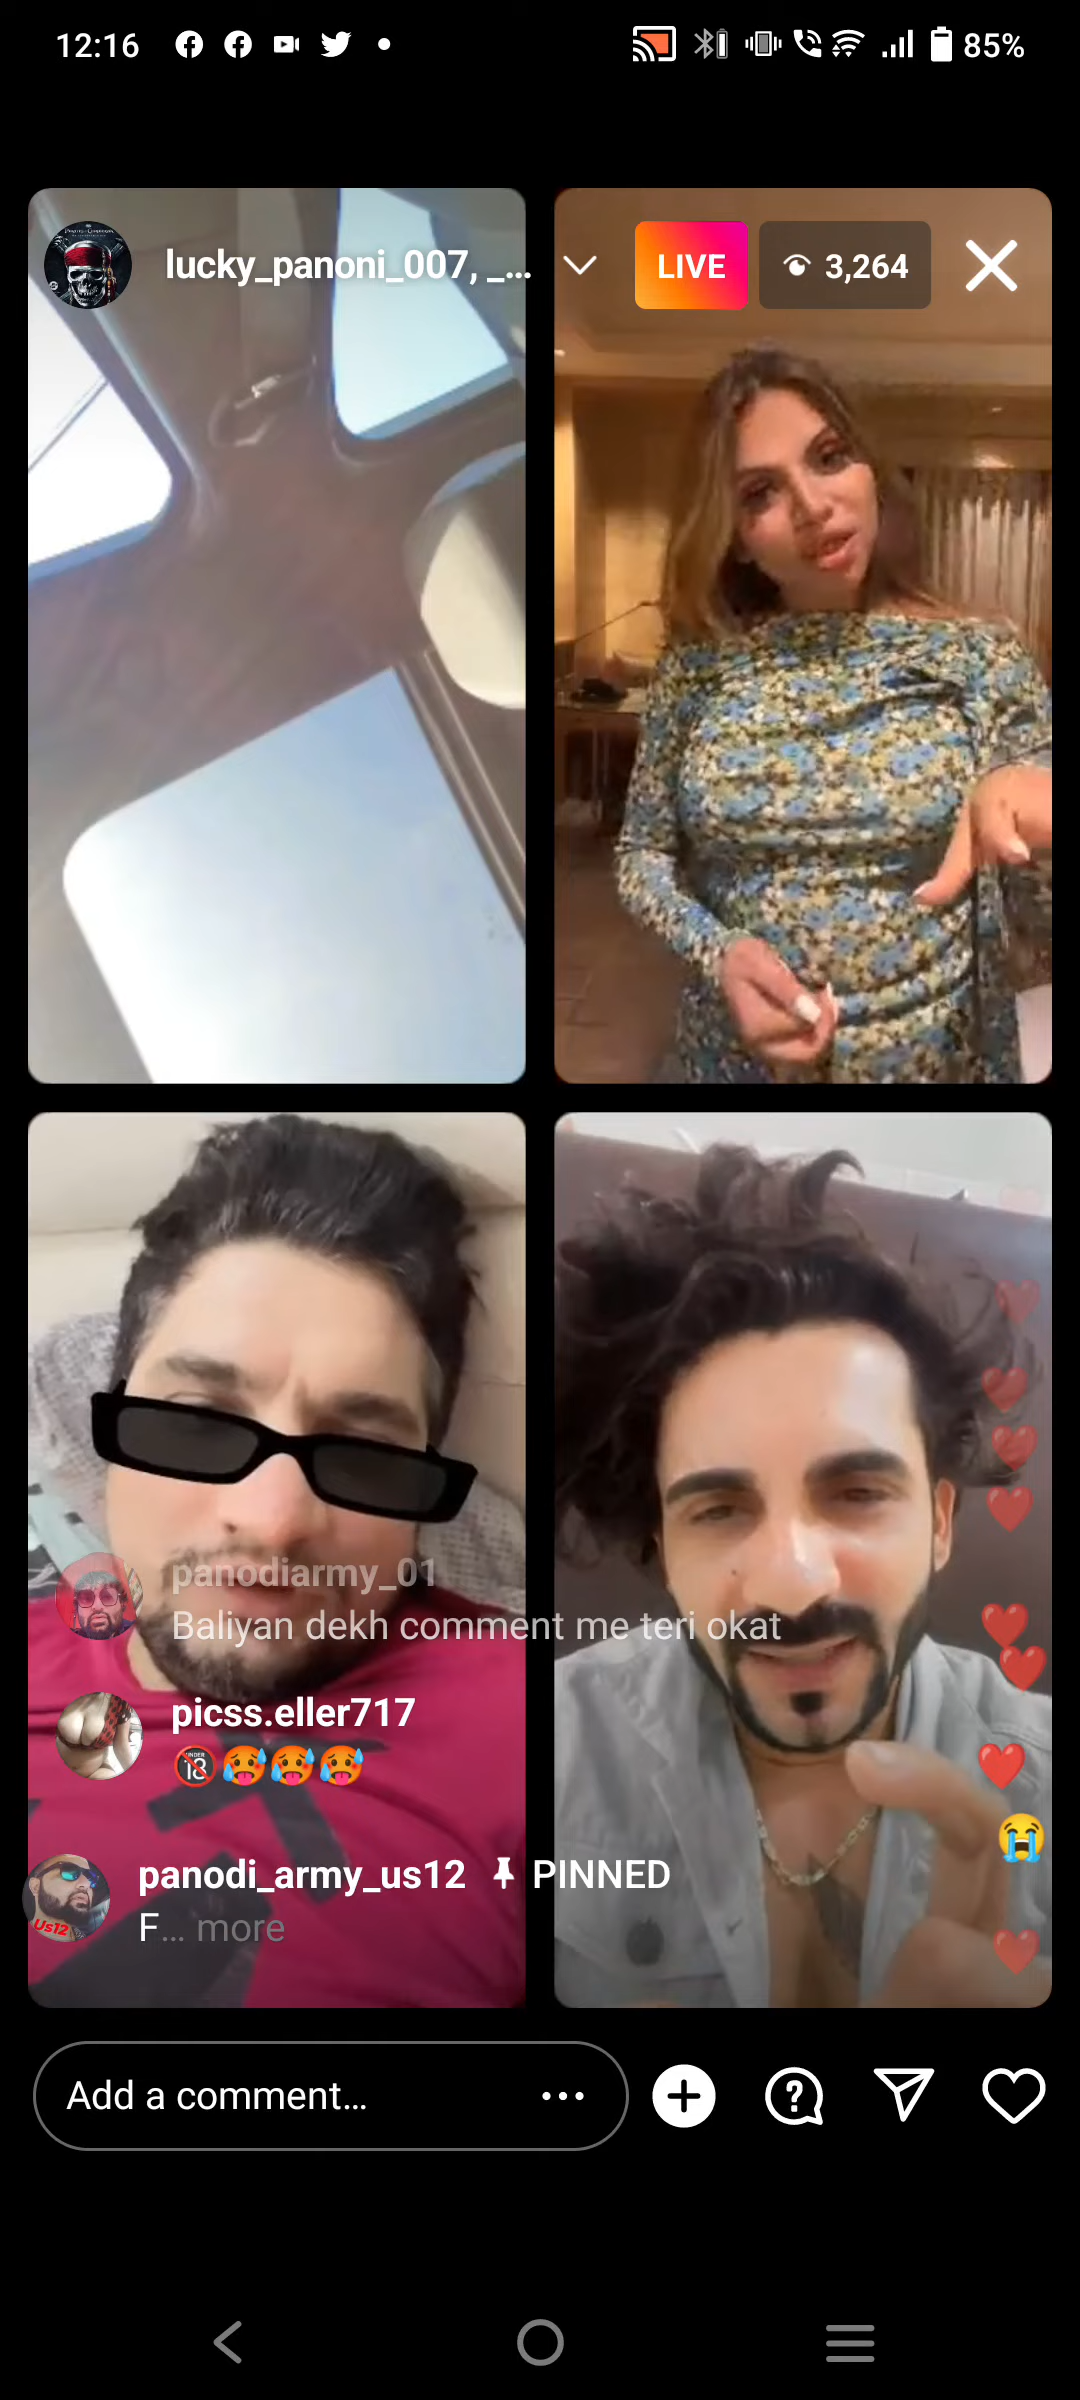 12:16
85%
lucky_panoni_007, _...
LIVE
3,264
panodiarmy_01
Baliyan dekh comment me teri okat
picss.eller717
🔞🥵🥵🥵
Us12
panodi_army_us12 PINNED
F... more
Add a comment...